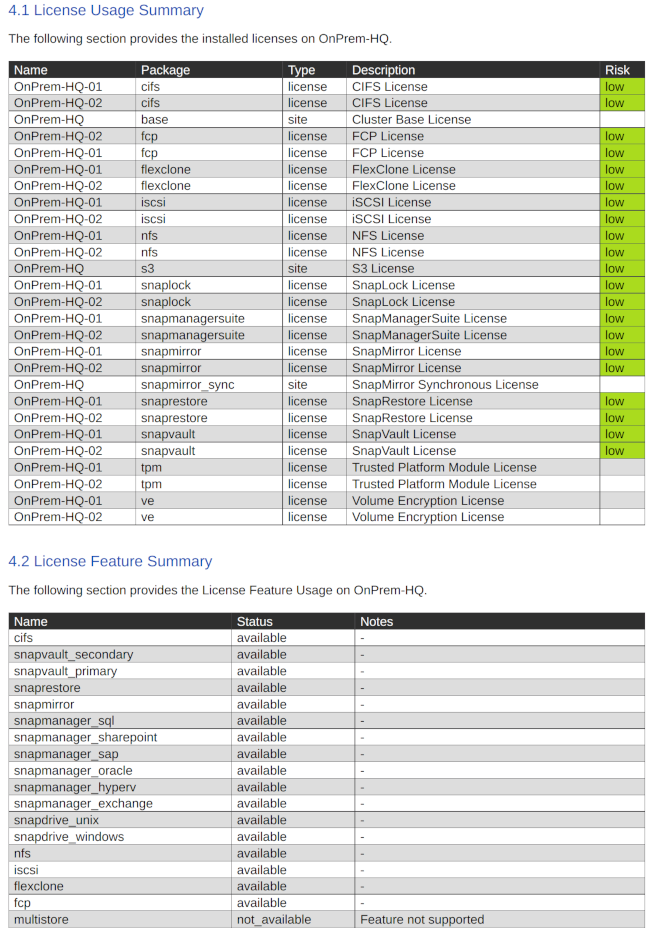 4.1 License Usage Summary
The following section provides the installed licenses on OnPrem-HQ.
Name Package Type Description Risk
OnPrem-HQ-01 cifs license CIFS License low
OnPrem-HQ-02 cifs license CIFS License low
OnPrem-HQ base site Cluster Base License
OnPrem-HQ-02 fcp license FCP License low
OnPrem-HQ-01 fcp license FCP License low
OnPrem-HQ-01 flexclone license FlexClone License low
OnPrem-HQ-02 flexclone license FlexClone License low
OnPrem-HQ-01 iscsi license iSCSI License low
OnPrem-HQ-02 iscsi license iSCSI License low
OnPrem-HQ-01 nfs license NFS License low
OnPrem-HQ-02 nfs license NFS License low
OnPrem-HQ s3 site S3 License low
OnPrem-HQ-01 snaplock license SnapLock License low
OnPrem-HQ-02 snaplock license SnapLock License low
OnPrem-HQ-01 snapmanagersuite license SnapManagerSuite License low
OnPrem-HQ-02 snapmanagersuite license SnapManagerSuite License low
OnPrem-HQ-01 snapmirror license SnapMirror License low
OnPrem-HQ-02 snapmirror license SnapMirror License low
OnPrem-HQ snapmirror_sync site SnapMirror Synchronous License
OnPrem-HQ-01 snaprestore license SnapRestore License low
OnPrem-HQ-02 snaprestore license SnapRestore License low
OnPrem-HQ-01 snapvault license SnapVault License low
OnPrem-HQ-02 snapvault license SnapVault License low
OnPrem-HQ-01 tpm license Trusted Platform Module License
OnPrem-HQ-02 tpm license Trusted Platform Module License
OnPrem-HQ-01 ve license Volume Encryption License
OnPrem-HQ-02 ve license Volume Encryption License
4.2 License Feature Summary
The following section provides the License Feature Usage on OnPrem-HQ.
Name Status Notes
cifs available -
snapvault_secondary available -
snapvault_primary available -
snaprestore available -
snapmirror available -
snapmanager_sql available -
snapmanager_sharepoint available -
snapmanager_sap available -
snapmanager_oracle available -
snapmanager_hyperv available -
snapmanager_exchange available -
snapdrive_unix available -
snapdrive_windows available -
nfs available -
iscsi available -
flexclone available -
fcp available -
multistore not_available Feature not supported